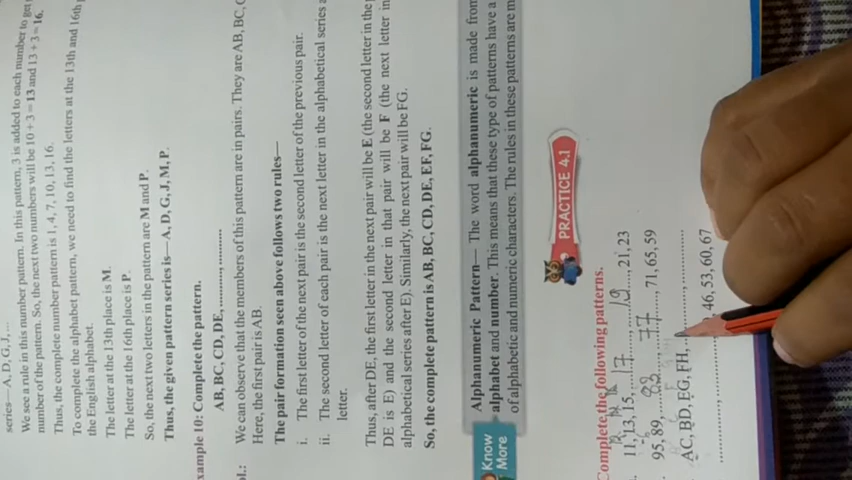 series— A, D, G, J, ...
We see a rule in this number pattern. In this pattern, 3 is added to each number to get
number of the pattern. So, the next two numbers will be 10 + 3 = 13 and 13 + 3 = 16.
Thus, the complete number pattern is 1, 4, 7, 10, 13, 16.
To complete the alphabet pattern, we need to find the letters at the 13th and 16th
the English alphabet.
The letter at the 13th place is M.
The letter at the 16th place is P.
So, the next two letters in the pattern are M and P.
Thus, the given pattern series is— A, D, G, J, M, P.
xample 10: Complete the pattern.
AB, BC, CD, DE, .........., ..........
ol.: We can observe that the members of this pattern are in pairs. They are AB, BC, C
Here, the first pair is AB.
The pair formation seen above follows two rules—
i. The first letter of the next pair is the second letter of the previous pair.
ii. The second letter of each pair is the next letter in the alphabetical series a
letter.
Thus, after DE, the first letter in the next pair will be E (the second letter in the p
DE is E) and the second letter in that pair will be F (the next letter in
alphabetical series after E). Similarly, the next pair will be FG.
So, the complete pattern is AB, BC, CD, DE, EF, FG.
Know
More
Alphanumeric Pattern— The word alphanumeric is made from
alphabet and number. This means that these type of patterns have a
of alphabetic and numeric characters. The rules in these patterns are m
PRACTICE 4.1
Complete the following patterns.
11, 13, 15, 17, 19, 21, 23
95, 89, 77, 71, 65, 59
AC, BD, EG, FH, .........., ..........
.........., 46, 53, 60, 67